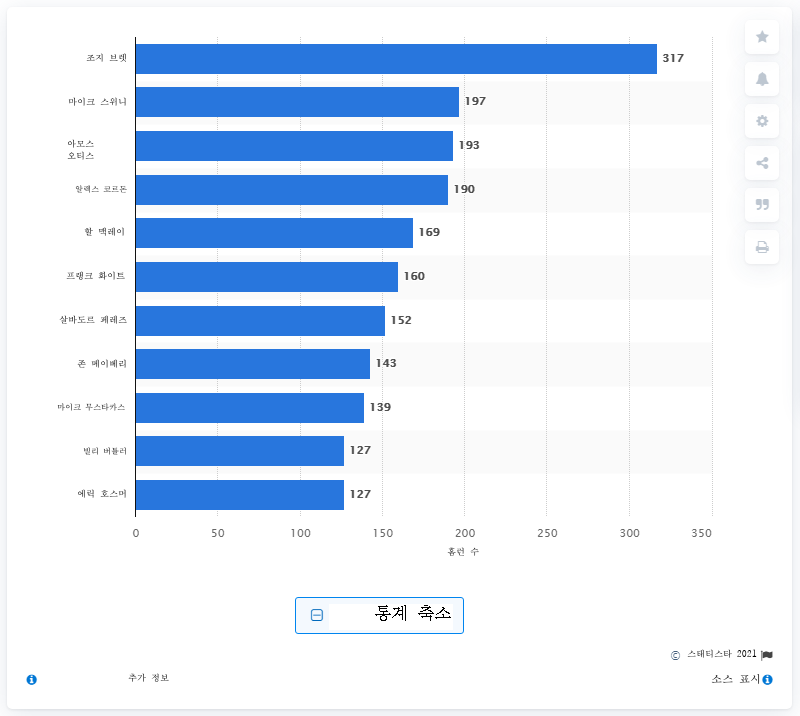 조지 브렛
317
마이크 스위니
197
아모스
오티스
193
알렉스 고르돈
190
할 맥레이
169
프랭크 화이트
160
살바도르 페레즈
152
존 메이베리
143
마이크 무스타카스
139
빌리 버틀러
127
에릭 호스머
127
0 50 100 150 200 250 300 350
홈런 수
통계 축소
© 스태티스타 2021
추가 정보
소스 표시